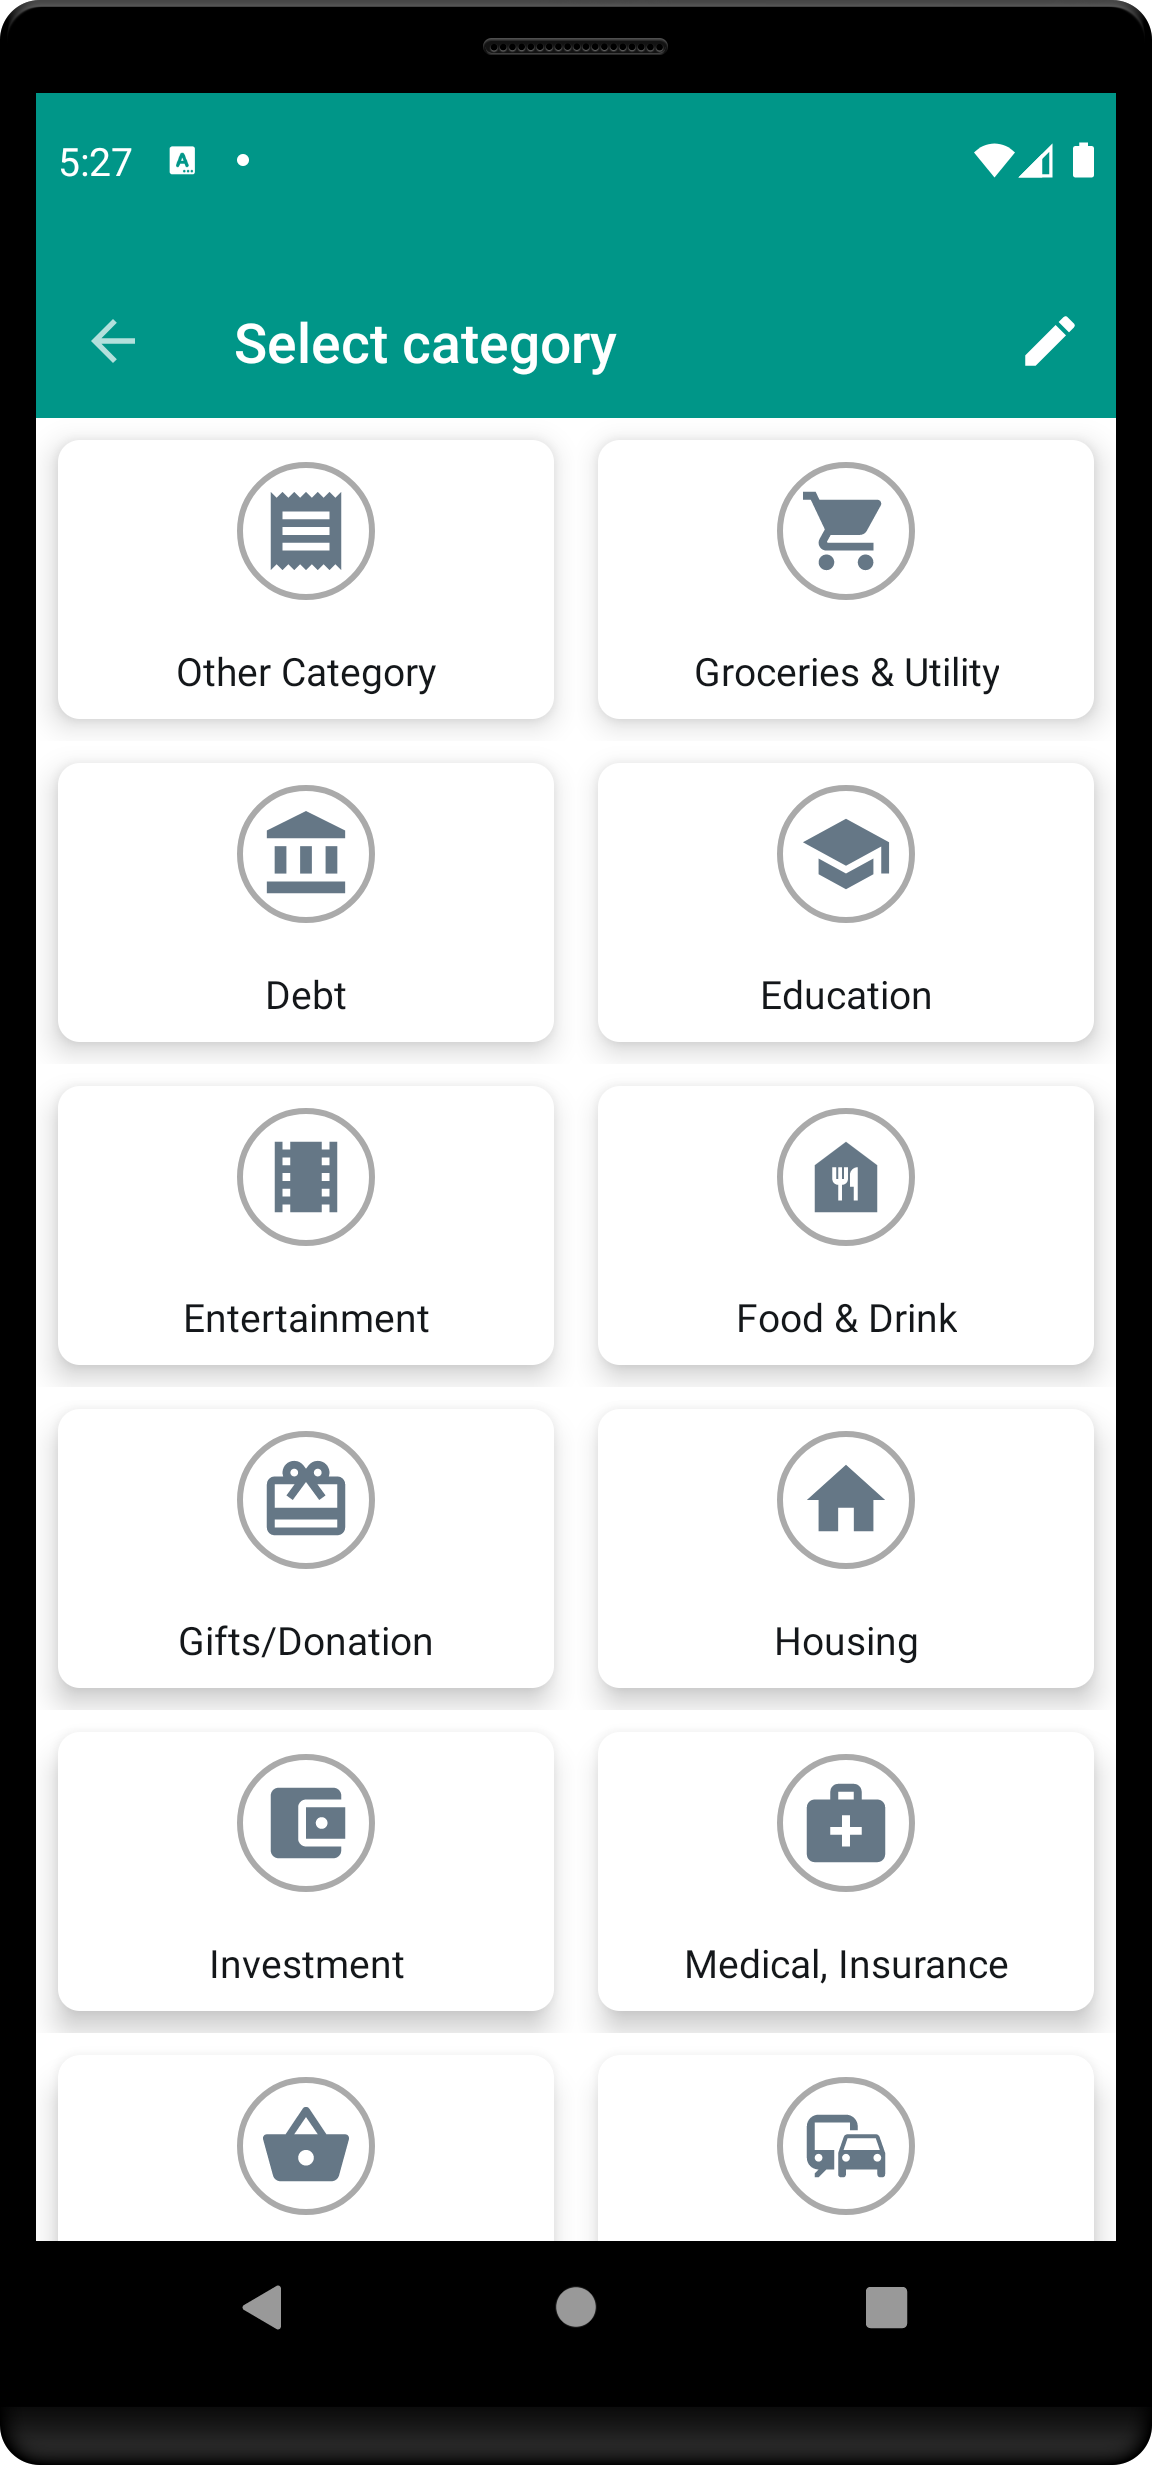 5:27
Select category
Other Category
Groceries & Utility
Debt
Education
Entertainment
Food & Drink
Gifts/Donation
Housing
Investment
Medical, Insurance